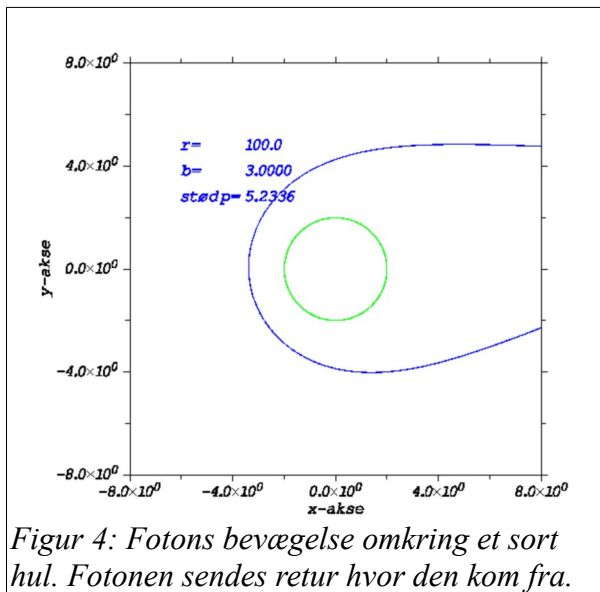 8.0×10⁰
r= 100.0
4.0×10⁰
b= 3.0000
stødp= 5.2336
y-akse
0.0×10⁰
-4.0×10⁰
-8.0×10⁰
-8.0×10⁰ -4.0×10⁰ 0.0×10⁰ 4.0×10⁰ 8.0×10⁰
x-akse
Figur 4: Fotons bevægelse omkring et sort
hul. Fotonen sendes retur hvor den kom fra.